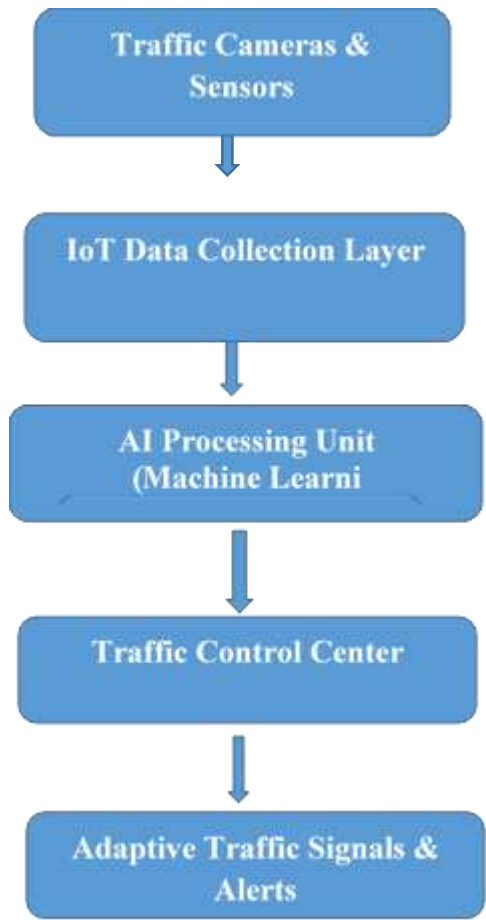 Traffic Cameras &
Sensors
IoT Data Collection Layer
AI Processing Unit
(Machine Learni
Traffic Control Center
Adaptive Traffic Signals &
Alerts